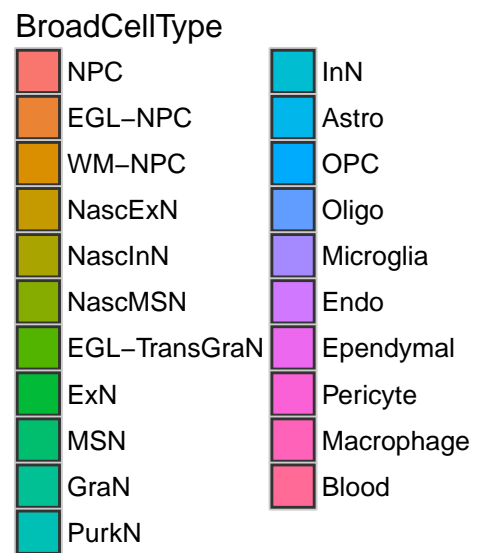 BroadCellType
NPC
EGL−NPC
WM−NPC
NascExN
NascInN
NascMSN
EGL−TransGraN
ExN
MSN
GraN
PurkN
InN
Astro
OPC
Oligo
Microglia
Endo
Ependymal
Pericyte
Macrophage
Blood